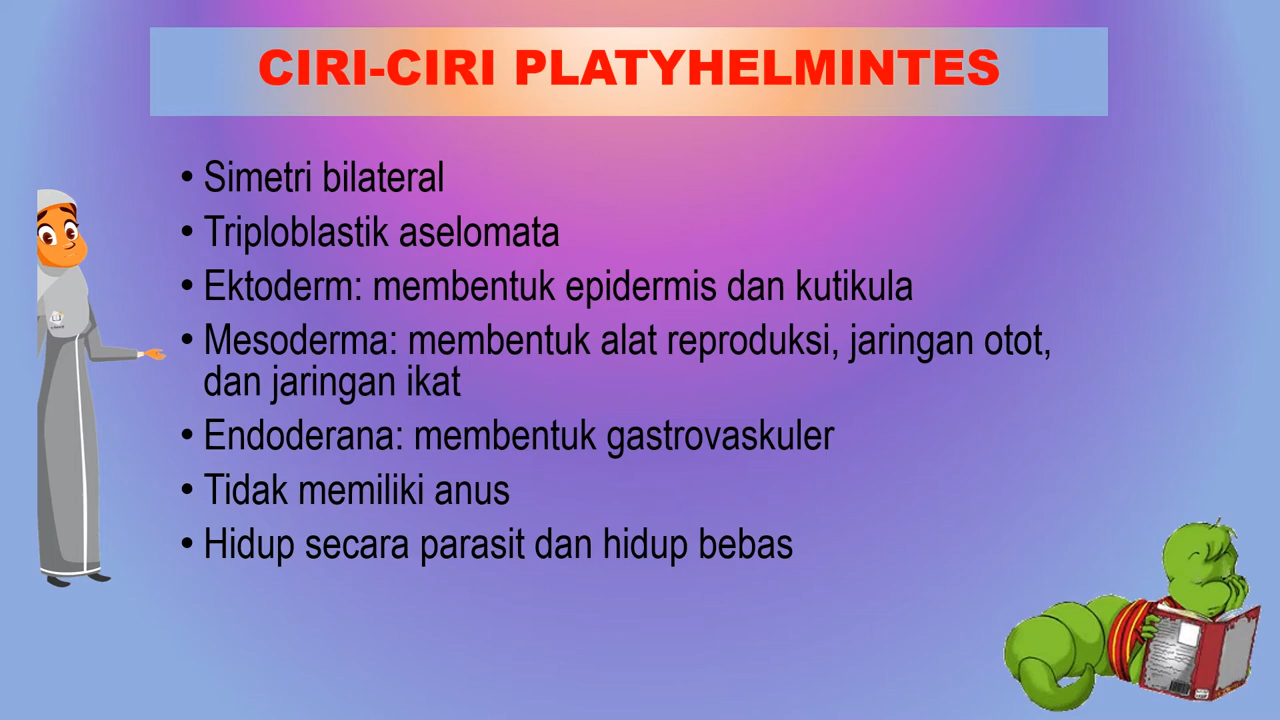 CIRI-CIRI PLATYHELMINTES
• Simetri bilateral
• Triploblastik aselomata
• Ektoderm: membentuk epidermis dan kutikula
• Mesoderma: membentuk alat reproduksi, jaringan otot,
dan jaringan ikat
• Endoderana: membentuk gastrovaskuler
• Tidak memiliki anus
• Hidup secara parasit dan hidup bebas